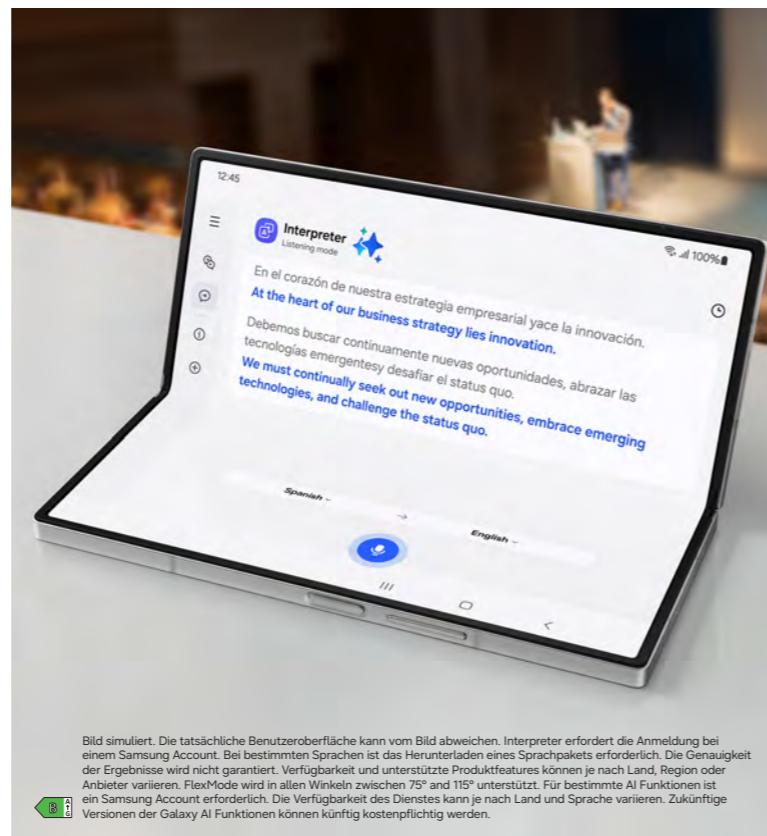 12:45
100%
Interpreter
Listening mode
En el corazón de nuestra estrategia empresarial yace la innovación.
At the heart of our business strategy lies innovation.
Debemos buscar continuamente nuevas oportunidades, abrazar las
tecnologías emergentesy desafiar el status quo.
We must continually seek out new opportunities, embrace emerging
technologies, and challenge the status quo.
Spanish
English
Bild simuliert. Die tatsächliche Benutzeroberfläche kann vom Bild abweichen. Interpreter erfordert die Anmeldung bei
einem Samsung Account. Bei bestimmten Sprachen ist das Herunterladen eines Sprachpakets erforderlich. Die Genauigkeit
der Ergebnisse wird nicht garantiert. Verfügbarkeit und unterstützte Produktfeatures können je nach Land, Region oder
Anbieter variieren. FlexMode wird in allen Winkeln zwischen 75° and 115° unterstützt. Für bestimmte AI Funktionen ist
ein Samsung Account erforderlich. Die Verfügbarkeit des Dienstes kann je nach Land und Sprache variieren. Zukünftige
Versionen der Galaxy AI Funktionen können künftig kostenpflichtig werden.
B
A
G